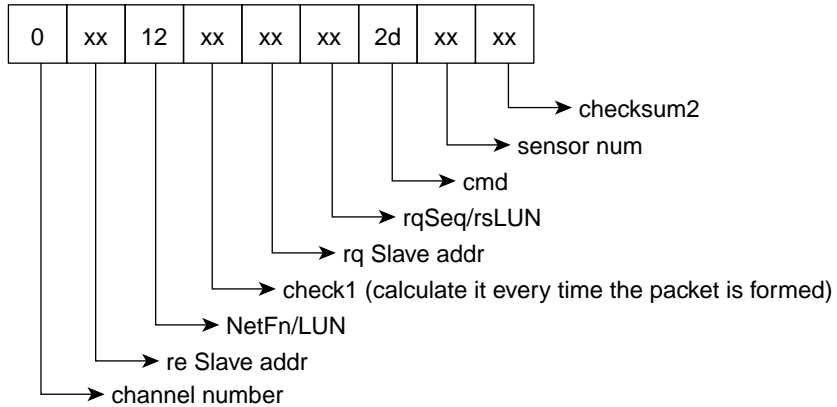 0 xx 12 xx xx xx 2d xx xx
checksum2
sensor num
cmd
rqSeq/rsLUN
rq Slave addr
check1 (calculate it every time the packet is formed)
NetFn/LUN
re Slave addr
channel number